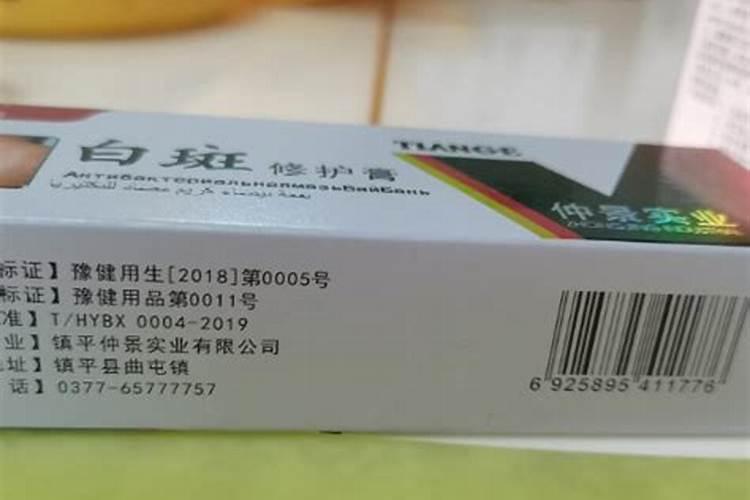 TIANGE
白斑 修护膏
仲景实业
标证】豫健用生[2018]第0005号
标证】豫健用品第0011号
准】T/HYBX 0004-2019
业】镇平仲景实业有限公司
址】镇平县曲屯镇
话】0377-65777757
6 925895 411776